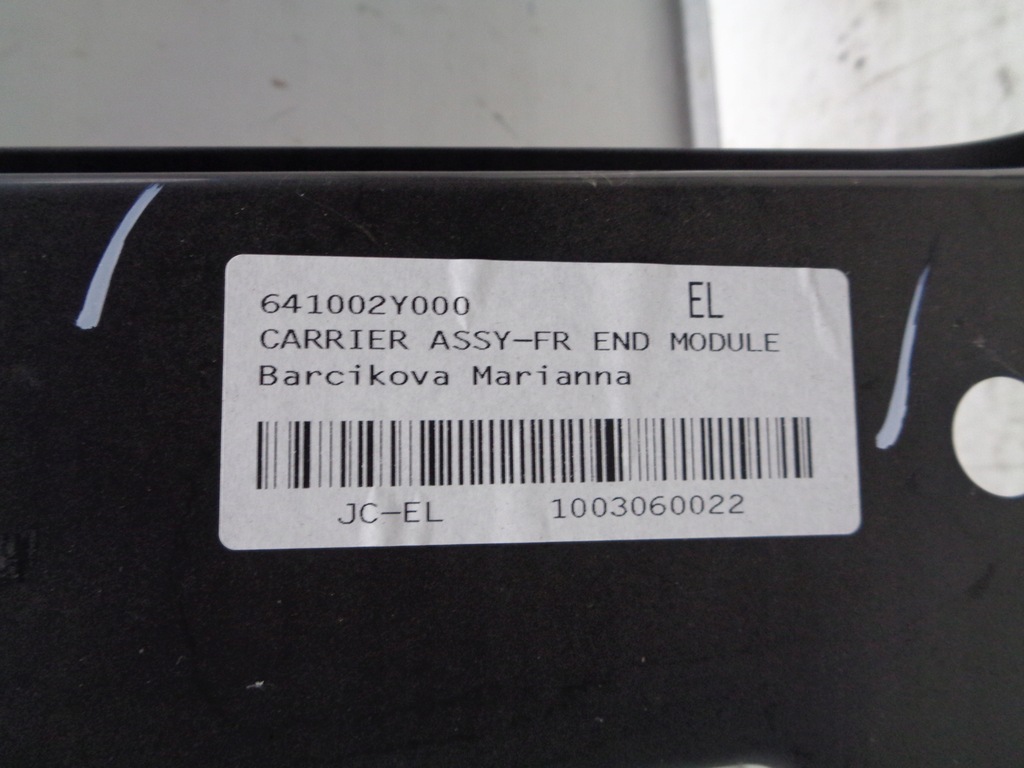 641002Y000 EL
CARRIER ASSY-FR END MODULE
Barcikova Marianna
JC-EL 1003060022